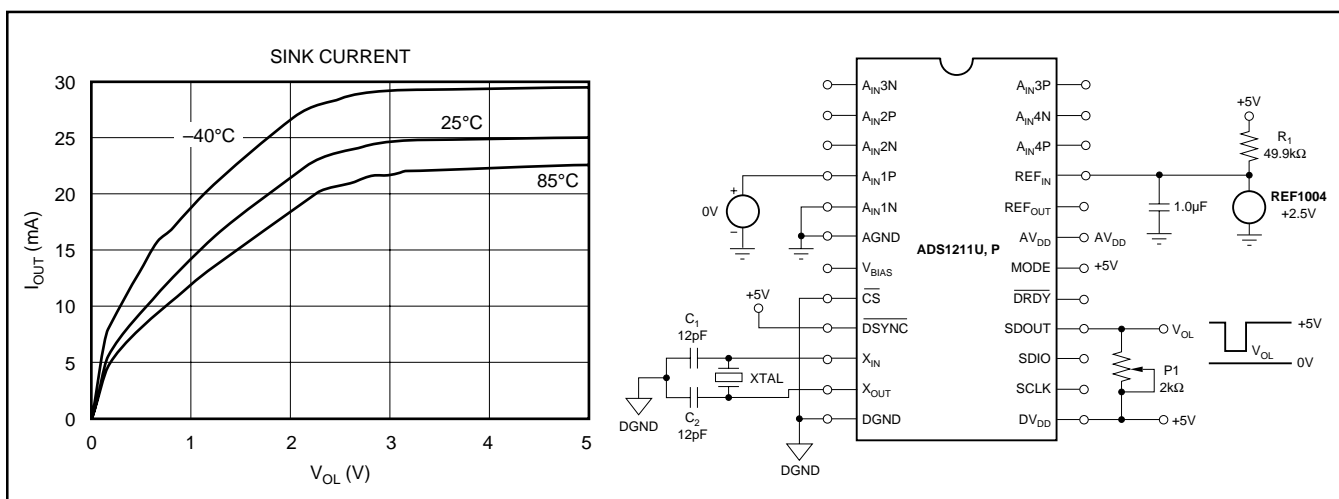 SINK CURRENT
30
25
20
15
10
5
0
I_OUT (mA)
–40°C
25°C
85°C
0
1
2
3
4
5
V_OL (V)
A_IN3N
A_IN2P
A_IN2N
A_IN1P
A_IN1N
AGND
V_BIAS
CS
DSYNC
X_IN
X_OUT
DGND
ADS1211U, P
A_IN3P
A_IN4N
A_IN4P
REF_IN
REF_OUT
AV_DD
MODE
DRDY
SDOUT
SDIO
SCLK
DV_DD
+
0V
–
+5V
C1
12pF
XTAL
C2
12pF
DGND
DGND
+5V
R1
49.9kΩ
1.0µF
REF1004
+2.5V
AV_DD
+5V
V_OL
P1
2kΩ
+5V
+5V
V_OL
0V